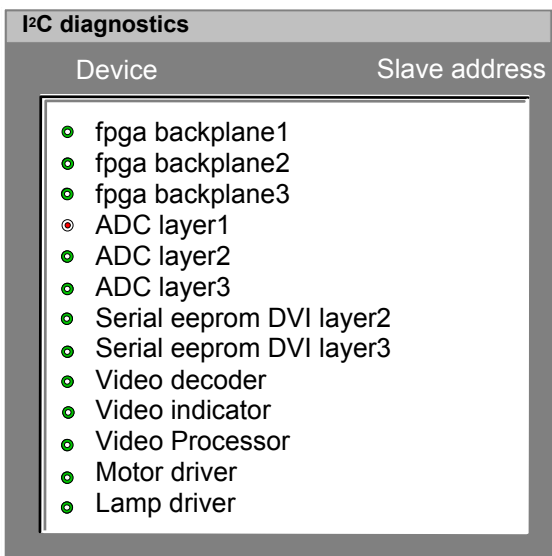 I²C diagnostics
Device Slave address
fpga backplane1
fpga backplane2
fpga backplane3
ADC layer1
ADC layer2
ADC layer3
Serial eeprom DVI layer2
Serial eeprom DVI layer3
Video decoder
Video indicator
Video Processor
Motor driver
Lamp driver